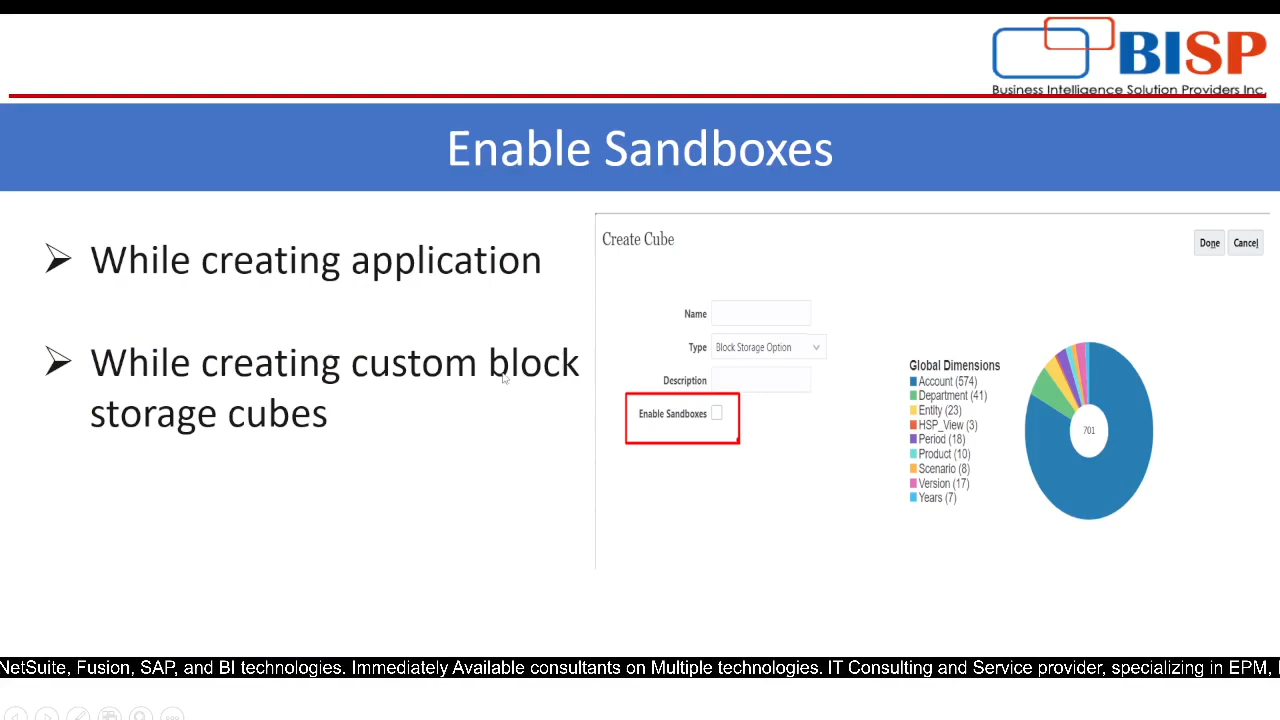 BISP
Business Intelligence Solution Providers Inc.
Enable Sandboxes
While creating application
While creating custom block
storage cubes
Create Cube
Done
Cancel
Name
Type
Block Storage Option
Description
Enable Sandboxes
Global Dimensions
Account (574)
Department (41)
Entity (23)
HSP_View (3)
Period (18)
Product (10)
Scenario (8)
Version (17)
Years (7)
701
NetSuite, Fusion, SAP, and BI technologies. Immediately Available consultants on Multiple technologies. IT Consulting and Service provider, specializing in EPM,